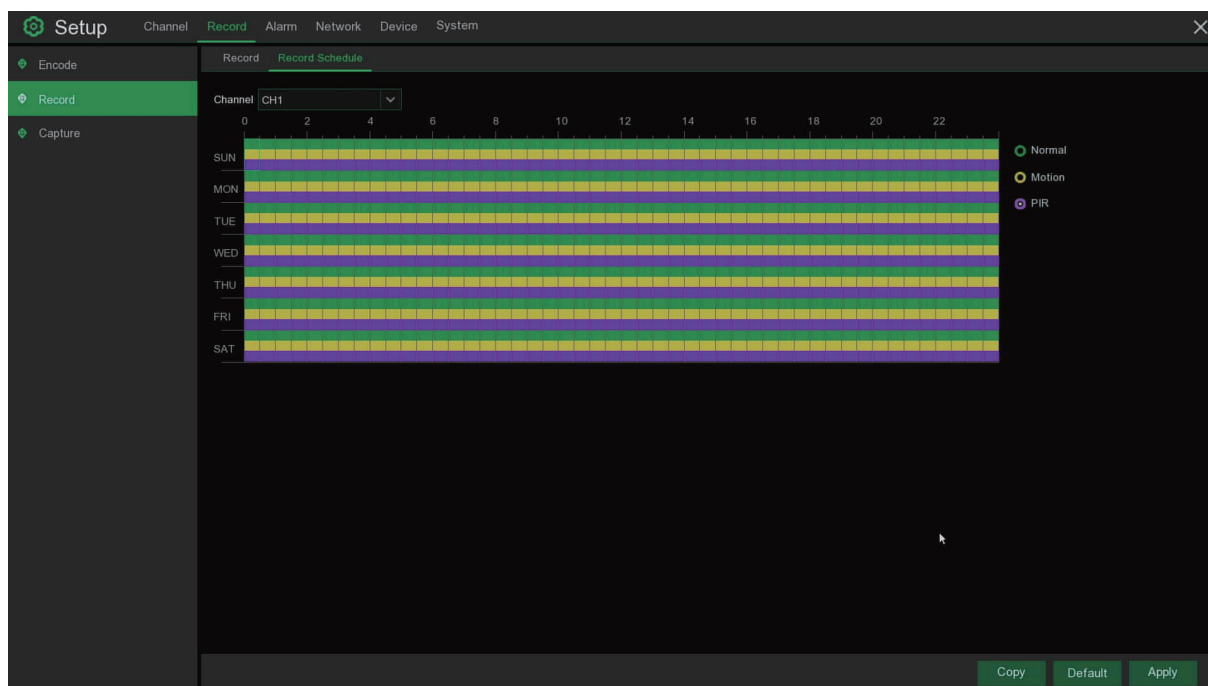 Setup Channel Record Alarm Network Device System
Encode
Record
Capture
Record Record Schedule
Channel CH1
0 2 4 6 8 10 12 14 16 18 20 22
SUN
MON
TUE
WED
THU
FRI
SAT
Normal
Motion
PIR
Copy Default Apply